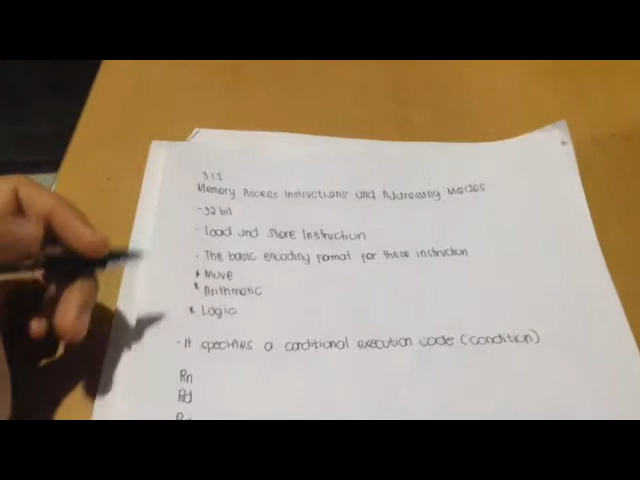 3.1.2
Memory Access Instructions and Addressing Modes
- 32 bit
- Load and Store Instruction
- The basic encoding format for these instruction
* Move
* Arithmetic
* Logic
- It specifies a conditional execution code (condition)
Rn
Rd